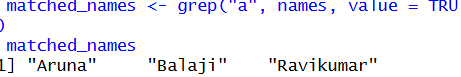 matched_names <- grep("a", names, value = TRU
)
matched_names
1] "Aruna" "Balaji" "Ravikumar"